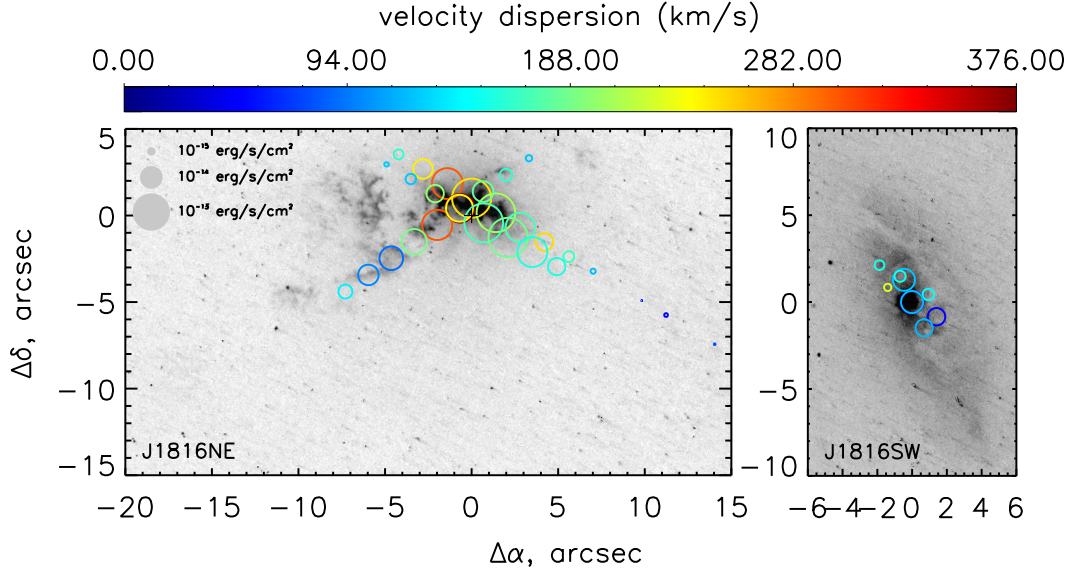 velocity dispersion (km/s)
0.00 94.00 188.00 282.00 376.00
10⁻¹⁵ erg/s/cm²
10⁻¹⁴ erg/s/cm²
10⁻¹³ erg/s/cm²
5
0
−5
−10
−15
Δδ, arcsec
J1816NE
−20 −15 −10 −5 0 5 10 15
10
5
0
−5
−10
J1816SW
−6 −4 −2 0 2 4 6
Δα, arcsec